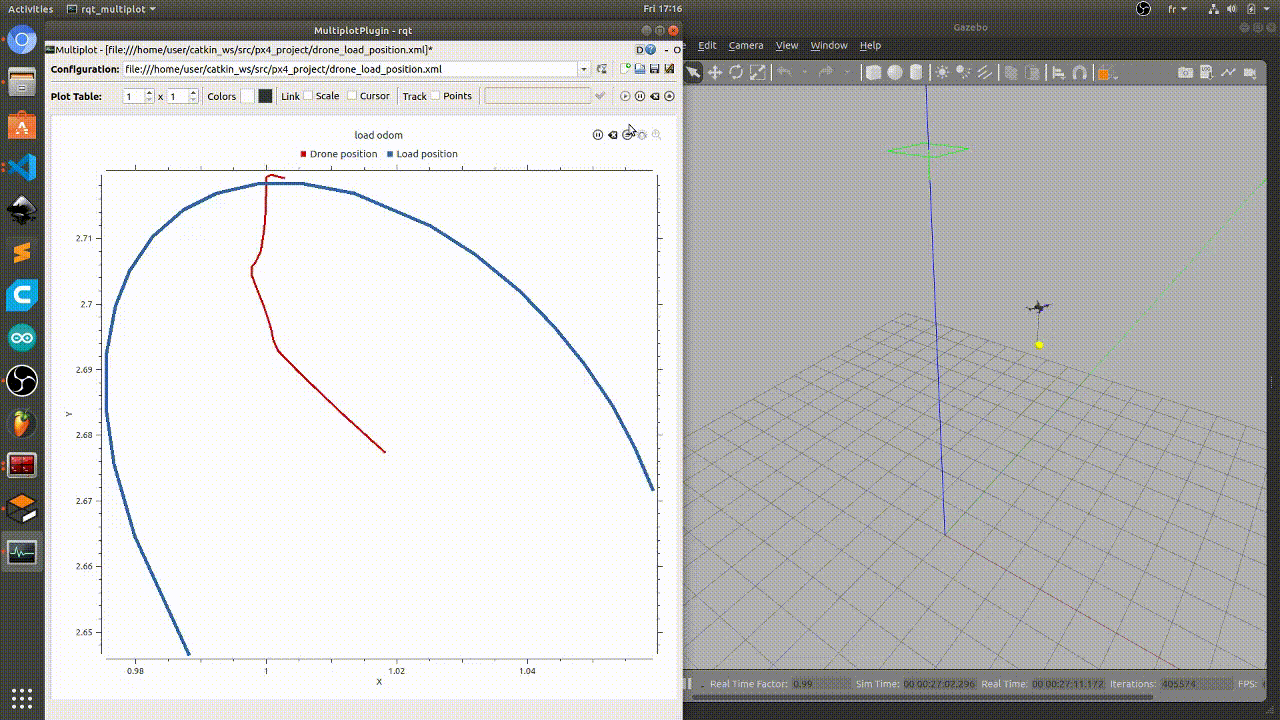 Activities rqt_multiplot Fri 17:16 fr
MultiplotPlugin - rqt
Multiplot - [file:///home/user/catkin_ws/src/px4_project/drone_load_position.xml]* D ? - O
Configuration: file:///home/user/catkin_ws/src/px4_project/drone_load_position.xml
Plot Table: 1 x 1 Colors Link Scale Cursor Track Points
load odom
Drone position Load position
2.71
2.7
2.69
2.68
2.67
2.66
2.65
Y
0.98 1 1.02 1.04
X
Gazebo
Edit Camera View Window Help
Real Time Factor: 0.99 Sim Time: 00 00:27:02.296 Real Time: 00 00:27:11.172 Iterations: 405574 FPS: